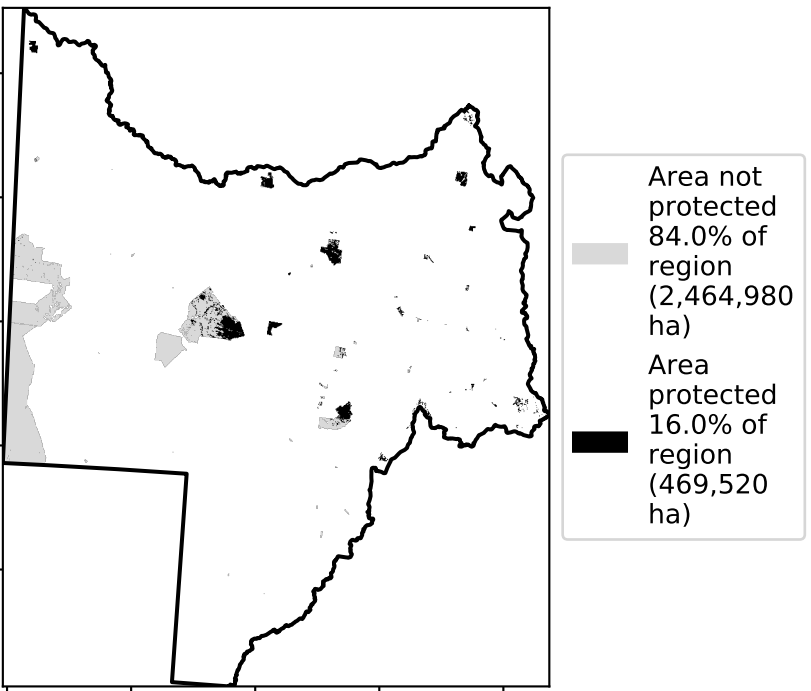 Area not
protected
84.0% of
region
(2,464,980
ha)
Area
protected
16.0% of
region
(469,520
ha)